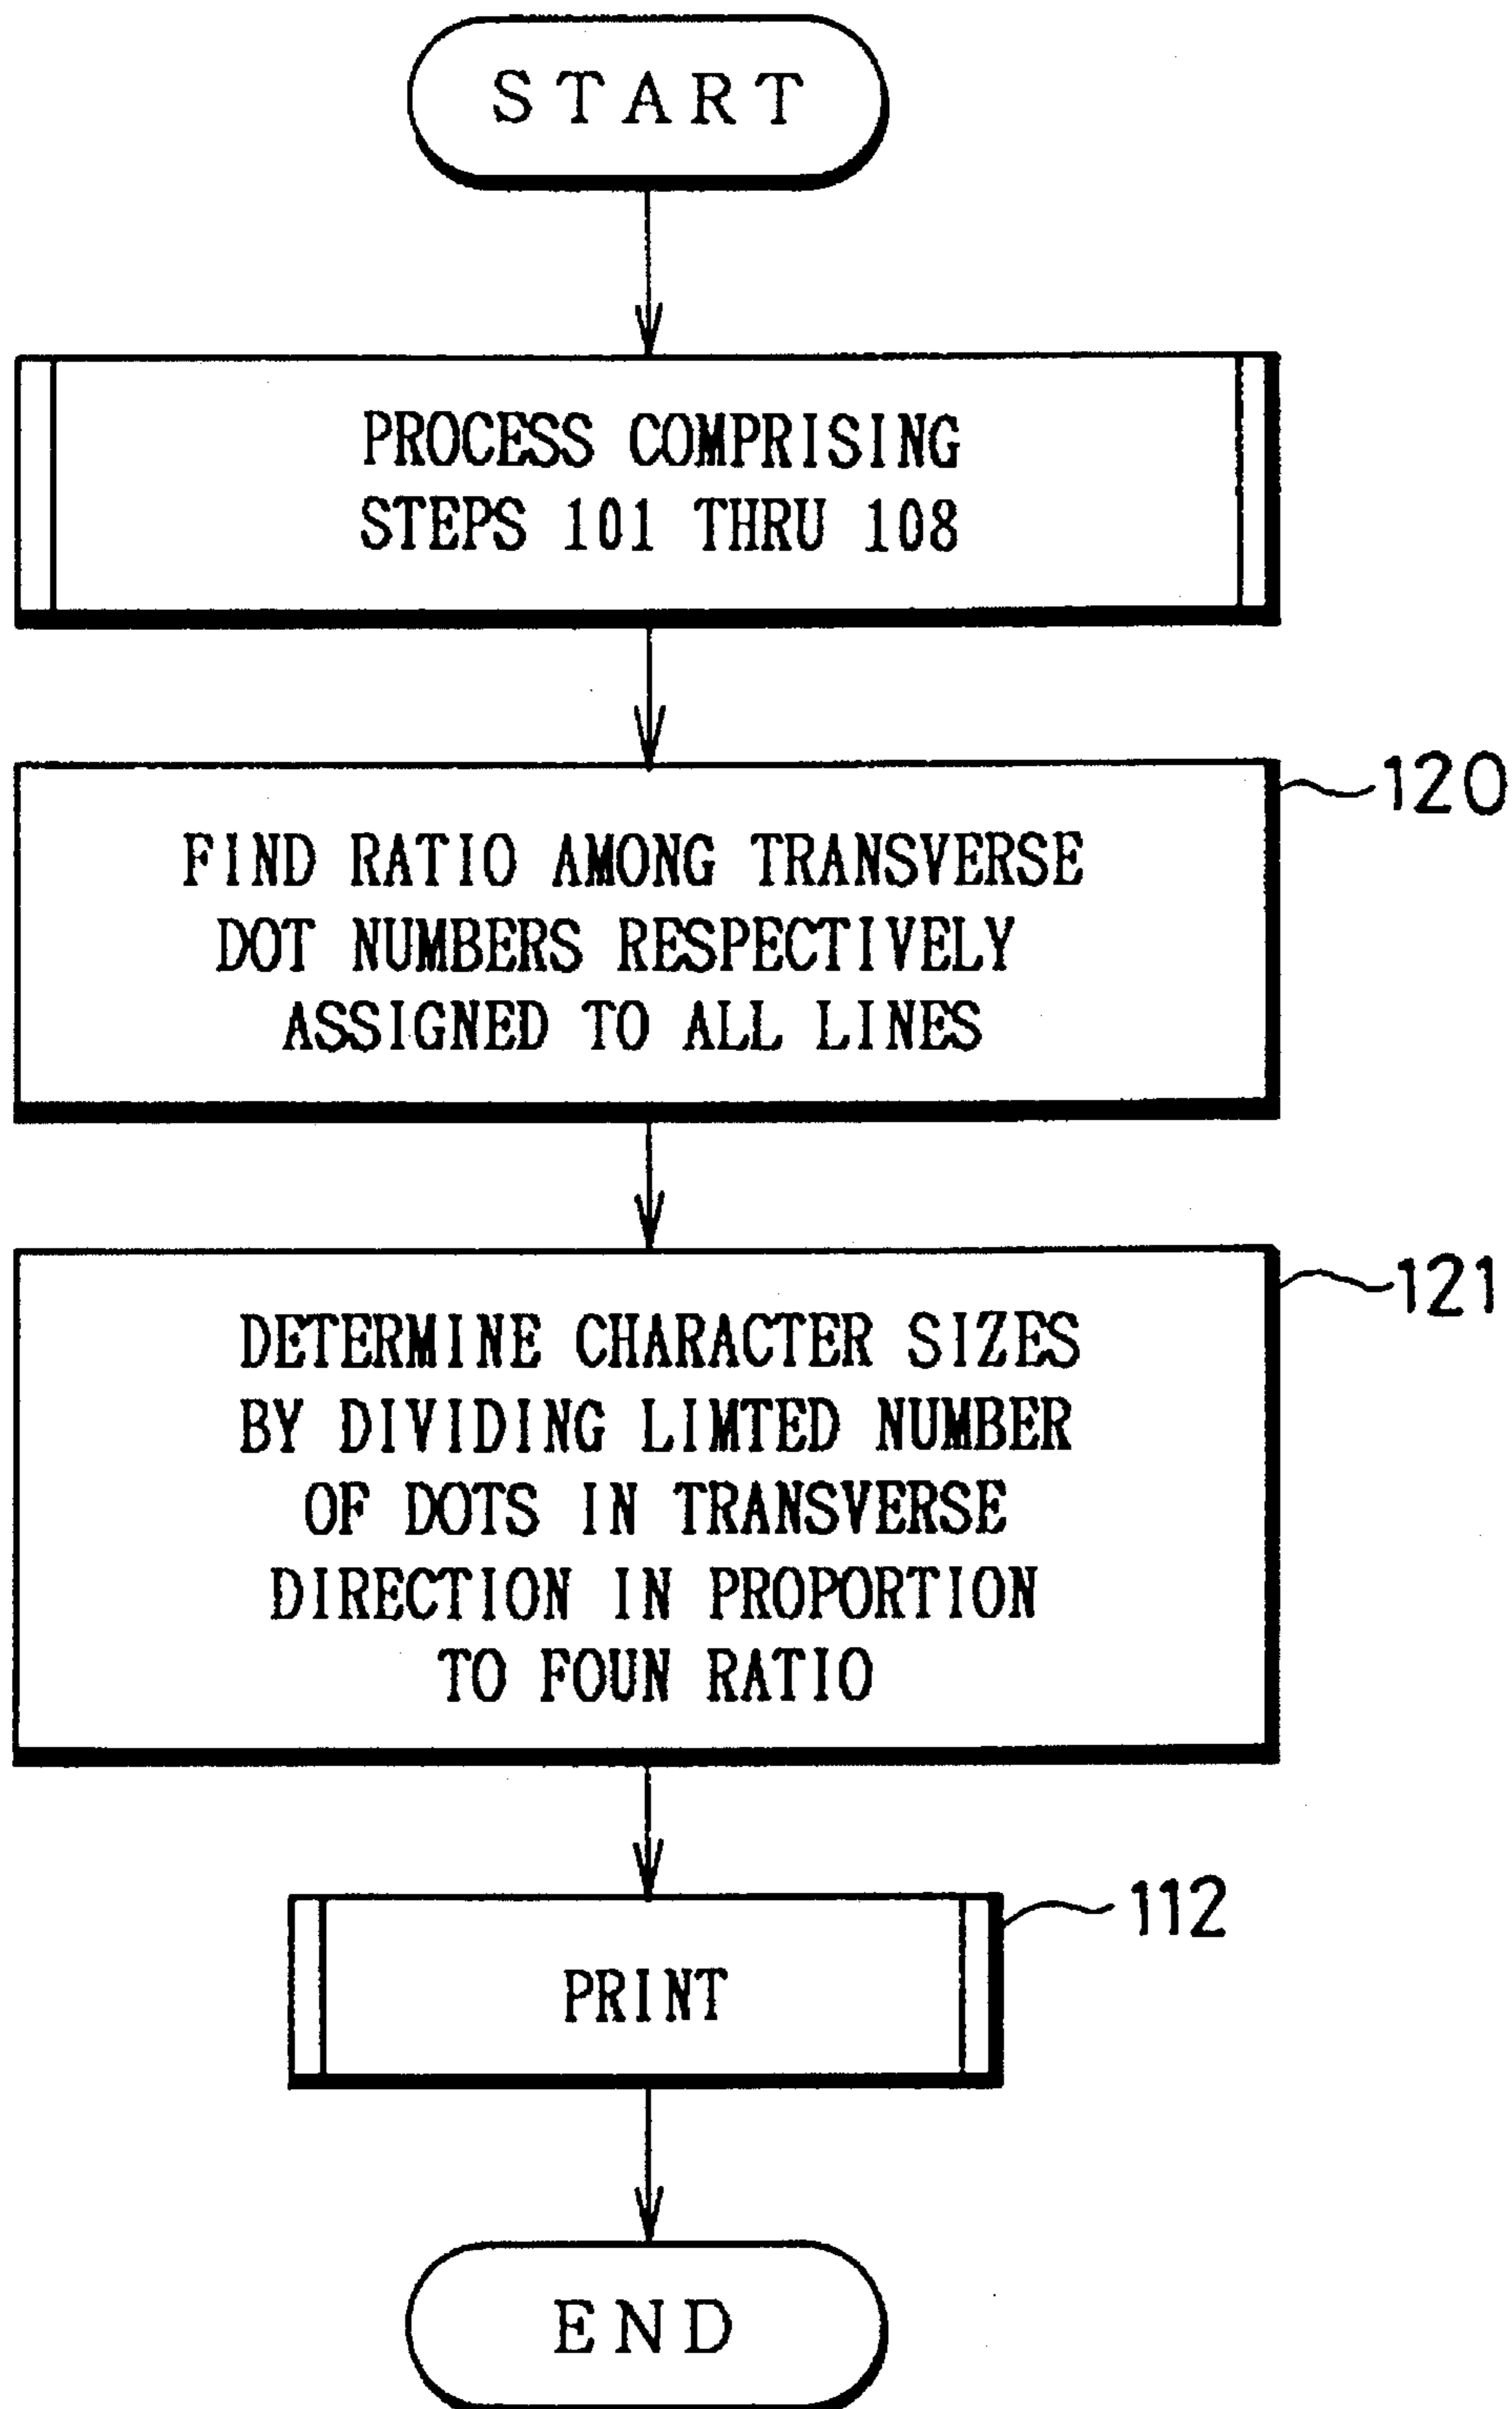 START
PROCESS COMPRISING
STEPS 101 THRU 108
120
FIND RATIO AMONG TRANSVERSE
DOT NUMBERS RESPECTIVELY
ASSIGNED TO ALL LINES
121
DETERMINE CHARACTER SIZES
BY DIVIDING LIMTED NUMBER
OF DOTS IN TRANSVERSE
DIRECTION IN PROPORTION
TO FOUN RATIO
112
PRINT
END